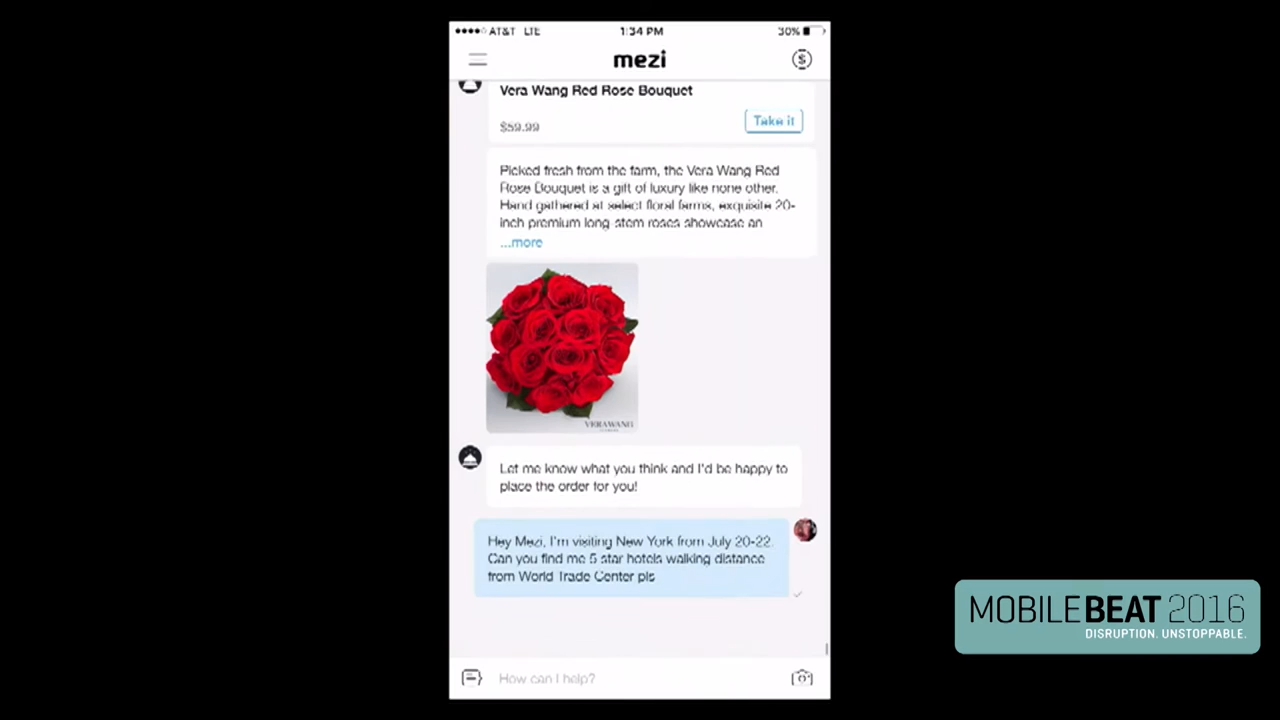 AT&T LTE 1:34 PM 30%
mezi
Vera Wang Red Rose Bouquet
$59.99
Take it
Picked fresh from the farm, the Vera Wang Red
Rose Bouquet is a gift of luxury like none other.
Hand gathered at select floral farms, exquisite 20-
inch premium long-stem roses showcase an
...more
VERAWANG
Let me know what you think and I'd be happy to
place the order for you!
Hey Mezi, I'm visiting New York from July 20-22.
Can you find me 5 star hotels walking distance
from World Trade Center pls
How can I help?
MOBILEBEAT 2016
DISRUPTION. UNSTOPPABLE.